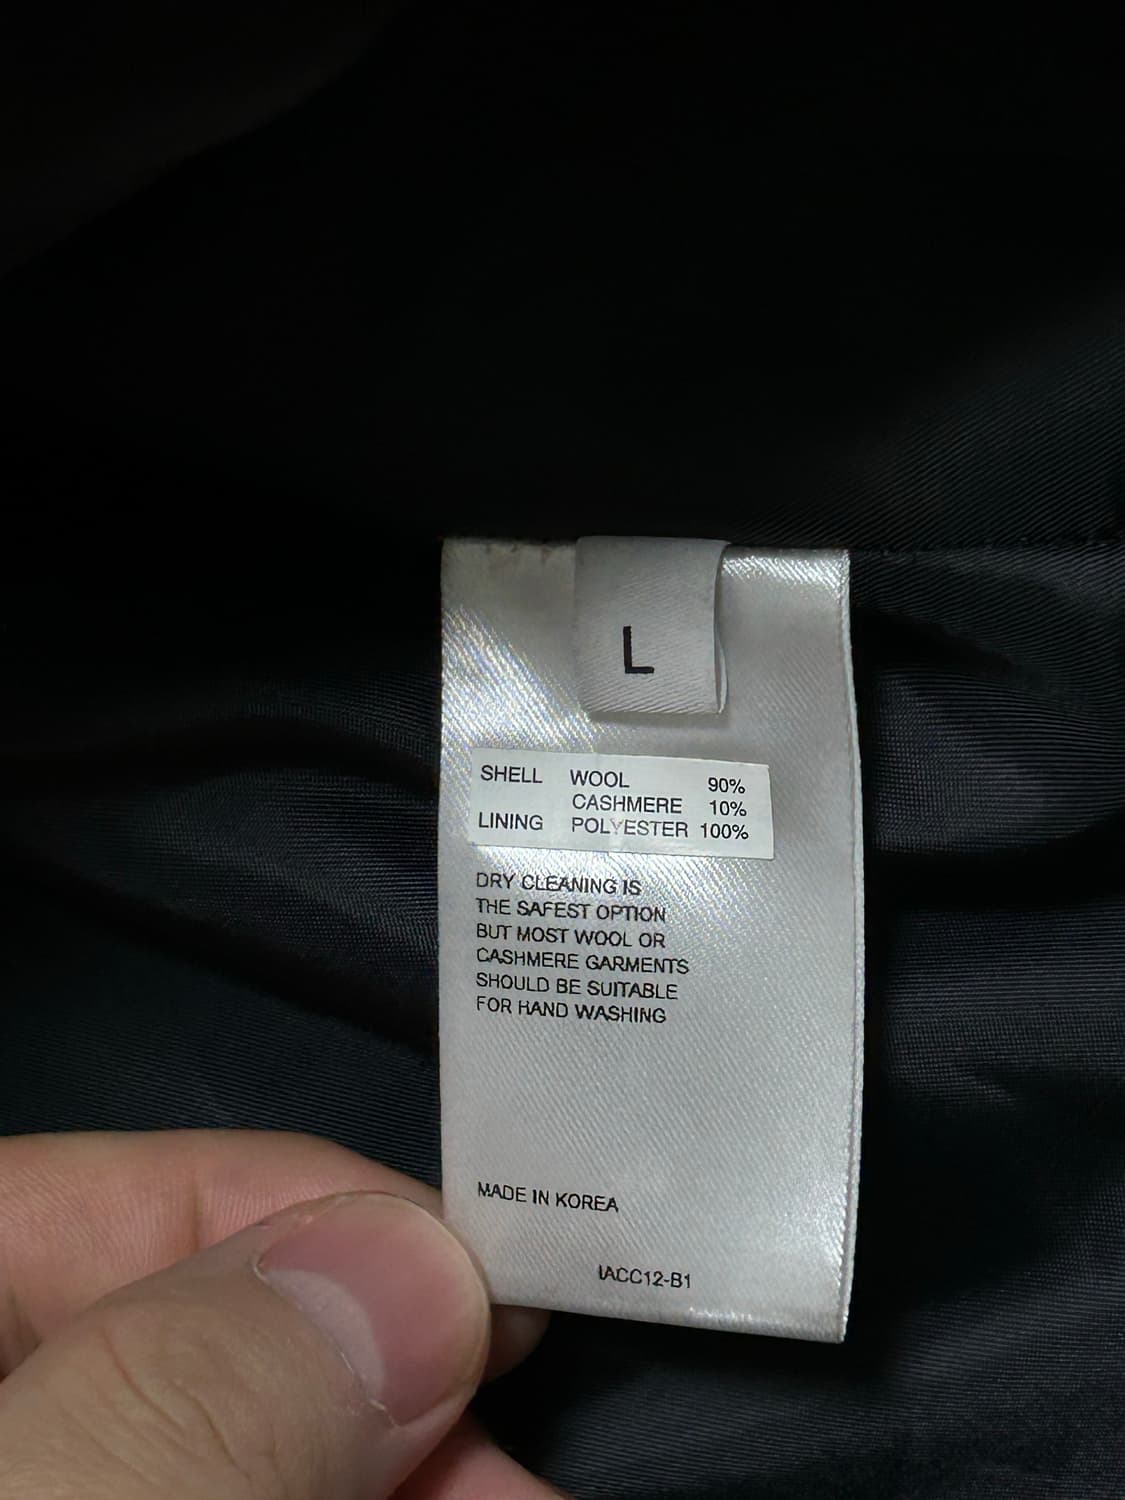 L
SHELL WOOL 90%
CASHMERE 10%
LINING POLYESTER 100%
DRY CLEANING IS
THE SAFEST OPTION
BUT MOST WOOL OR
CASHMERE GARMENTS
SHOULD BE SUITABLE
FOR HAND WASHING
MADE IN KOREA
IACC12-B1